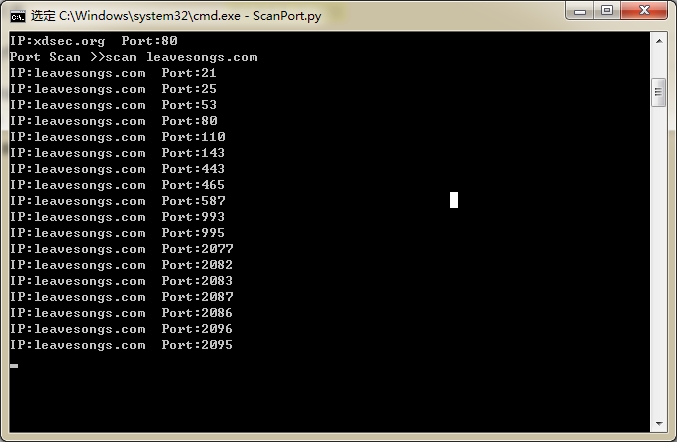 选定 C:\Windows\system32\cmd.exe - ScanPort.py
IP:xdsec.org  Port:80
Port Scan >>scan leavesongs.com
IP:leavesongs.com  Port:21
IP:leavesongs.com  Port:25
IP:leavesongs.com  Port:53
IP:leavesongs.com  Port:80
IP:leavesongs.com  Port:110
IP:leavesongs.com  Port:143
IP:leavesongs.com  Port:443
IP:leavesongs.com  Port:465
IP:leavesongs.com  Port:587
IP:leavesongs.com  Port:993
IP:leavesongs.com  Port:995
IP:leavesongs.com  Port:2077
IP:leavesongs.com  Port:2082
IP:leavesongs.com  Port:2083
IP:leavesongs.com  Port:2087
IP:leavesongs.com  Port:2086
IP:leavesongs.com  Port:2096
IP:leavesongs.com  Port:2095